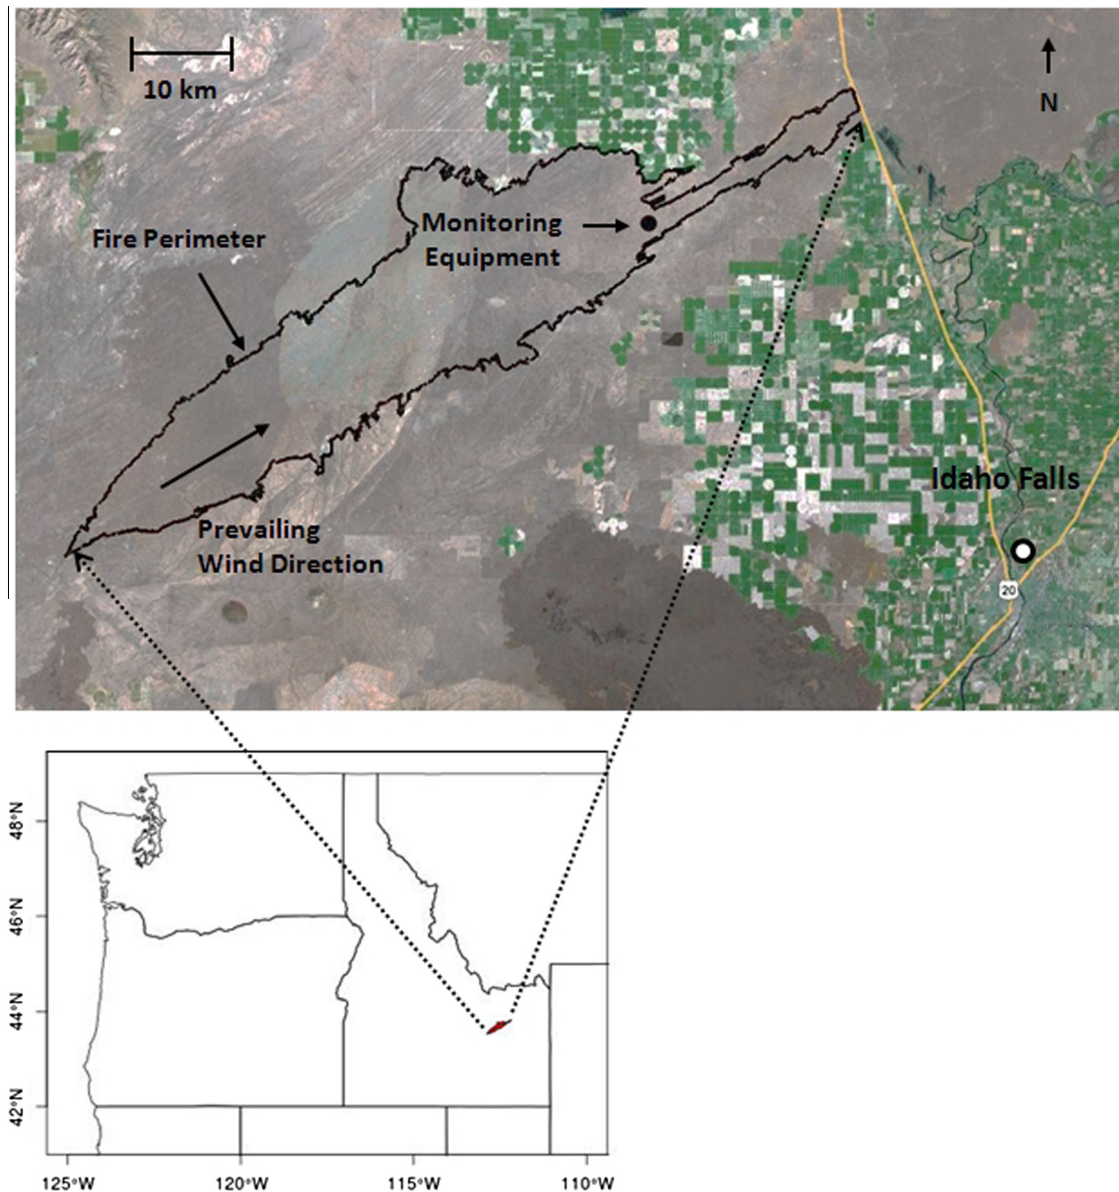 10 km
N
Fire Perimeter
Monitoring
Equipment
Prevailing
Wind Direction
Idaho Falls
20
48°N
46°N
44°N
42°N
125°W
120°W
115°W
110°W